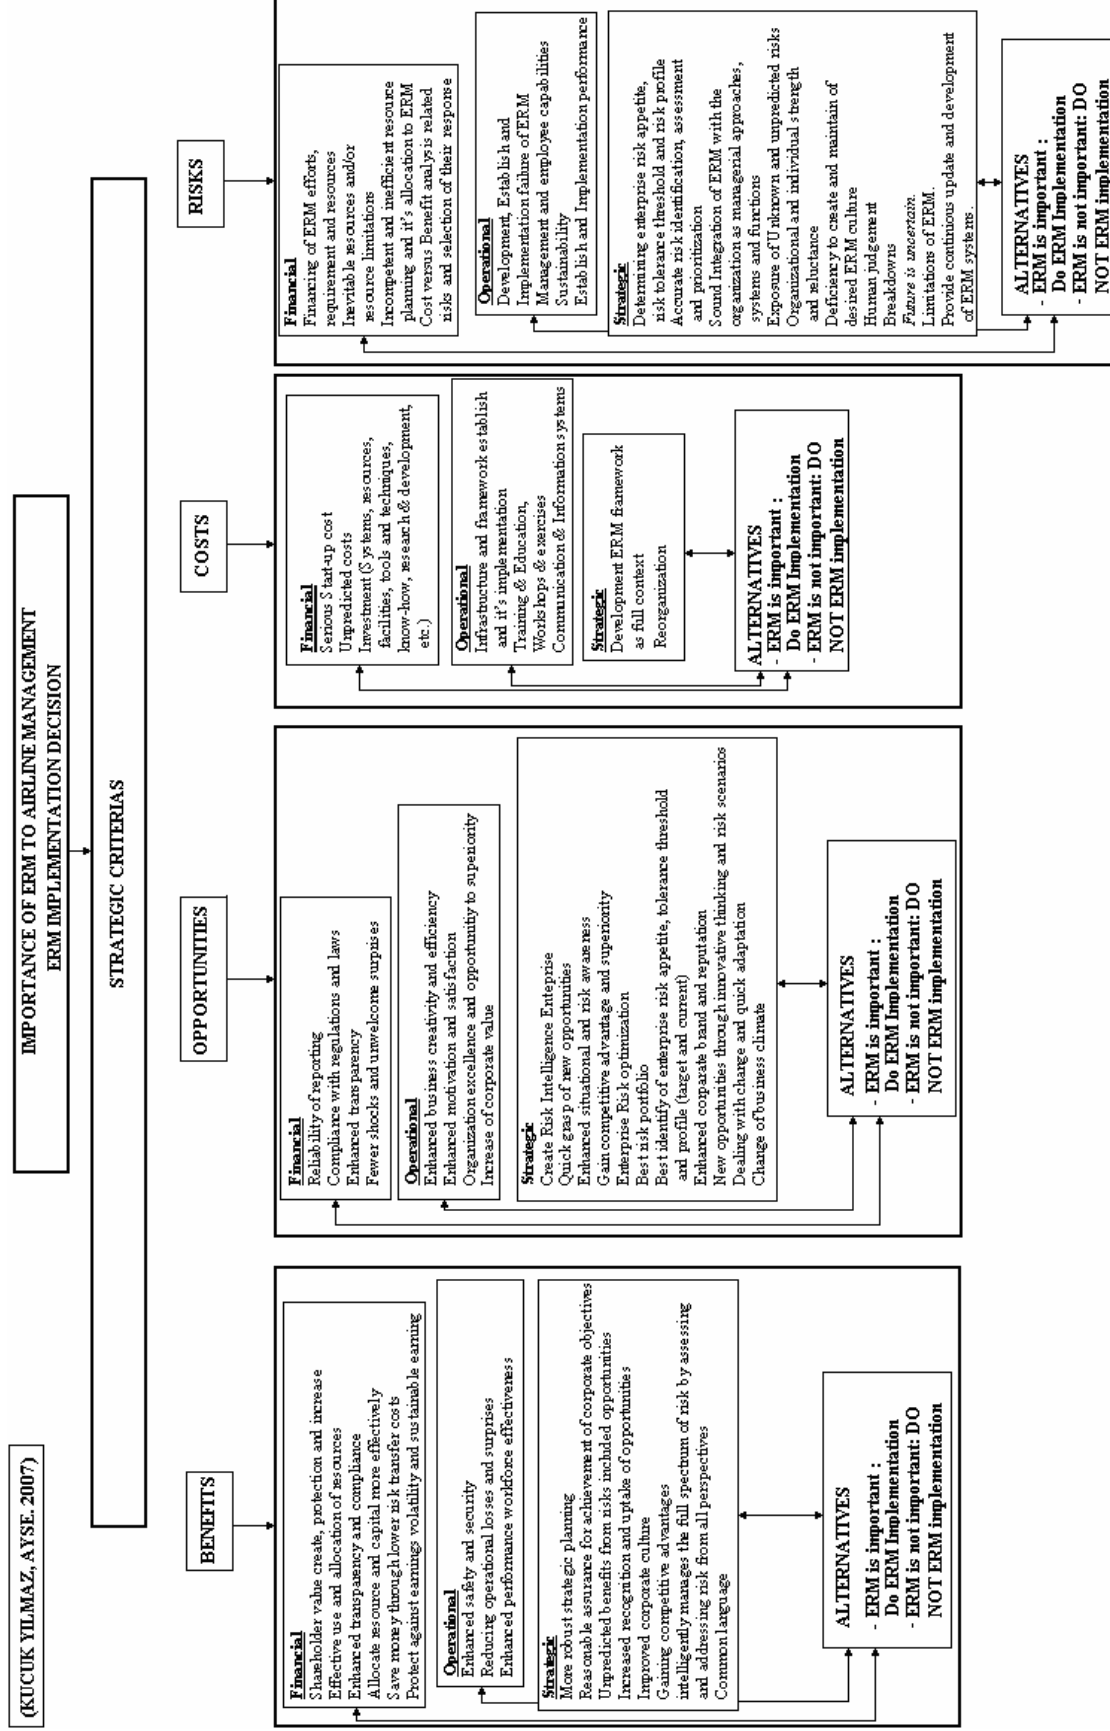 (KUCUK YILMAZ, AYSE. 2007)
IMPORTANCE OF ERM TO AIRLINE MANAGEMENT
ERM IMPLEMENTATION DECISION
STRATEGIC CRITERIAS
BENEFITS
Financial
Shareholder value create, protection and increase
Effective use and allocation of resources
Enhanced transparency and compliance
Allocate resource and capital more effectively
Save money through lower risk transfer costs
Protect against earnings volatility and sustainable earning
Operational
Enhanced safety and security
Reducing operational losses and surprises
Enhanced performance workforce effectiveness
Strategic
More robust strategic planning
Reasonable assurance for achievement of corporate objectives
Unpredicted benefits from risks included opportunities
Increased recognition and uptake of opportunities
Improved corporate culture
Gaining competitive advantages
intelligently manages the full spectrum of risk by assessing
and addressing risk from all perspectives
Common language
ALTERNATIVES
- ERM is important :
Do ERM Implementation
- ERM is not important: DO
NOT ERM implementation
OPPORTUNITIES
Financial
Reliability of reporting
Compliance with regulations and laws
Enhanced transparency
Fewer shocks and unwelcome surprises
Operational
Enhanced business creativity and efficiency
Enhanced motivation and satisfaction
Organization excellence and opportunitiy to superiority
Increase of corporate value
Strategic
Create Risk Intelligence Enteprise
Quick grasp of new opportunities
Enhanced situational and risk awareness
Gain competitive advantage and superiority
Enterprise Risk optimization
Best risk portfolio
Best identify of enterprise risk appetite, tolerance threshold
and profile (target and current)
Enhanced corparate brand and reputation
New opportunities through innovative thinking and risk scenarios
Dealing with change and quick adaptation
Change of business climate
ALTERNATIVES
- ERM is important :
Do ERM Implementation
- ERM is not important: DO
NOT ERM implementation
COSTS
Financial
Serious Start-up cost
Unpredicted costs
Investment (Systems, resources,
facilities, tools and techniques,
know-how, research & development,
etc.)
Operational
Infrastructure and framework establish
and it's implementation
Training & Education,
Workshops & exercises
Communication & Information systems
Strategic
Development ERM framework
as full context
Reorganization
ALTERNATIVES
- ERM is important :
Do ERM Implementation
- ERM is not important: DO
NOT ERM implementation
RISKS
Financial
Financing of ERM efforts,
requirement and resources
Inevitable resources and/or
resource limitations
Incompetent and inefficient resource
planning and it's allocation to ERM
Cost versus Benefit analysis related
risks and selection of their response
Operational
Development, Establish and
Implementation failure of ERM
Management and employee capabilities
Sustainability
Establish and Implementation performance
Strategic
Determining enterprise risk appetite,
risk tolerance threshold and risk profile
Accurate risk identification, assessment
and prioritization
Sound Integration of ERM with the
organization as managerial approaches,
systems and functions
Exposure of Unknown and unpredicted risks
Organizational and individual strength
and reluctance
Deficiency to create and maintain of
desired ERM culture
Human judgement
Breakdowns
Future is uncertain.
Limitations of ERM.
Provide continuous update and development
of ERM systems.
ALTERNATIVES
- ERM is important :
Do ERM Implementation
- ERM is not important: DO
NOT ERM implementation